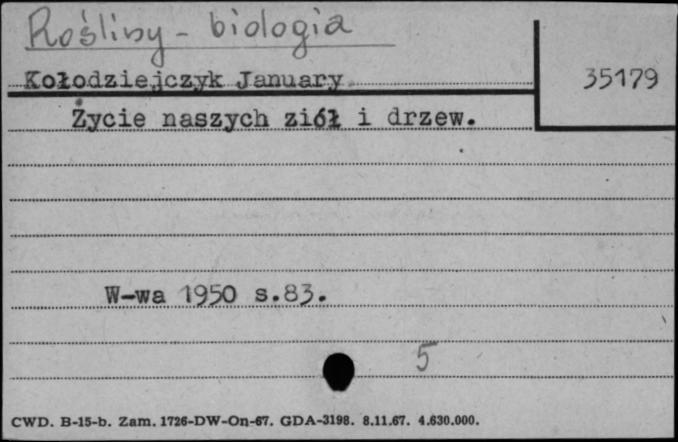 Rośliny - biologia
Kołodziejczyk January
35179
Życie naszych ziół i drzew.
W-wa 1950 s.83.
5
CWD. B-15-b. Zam. 1726-DW-On-67. GDA-3198. 8.11.67. 4.630.000.